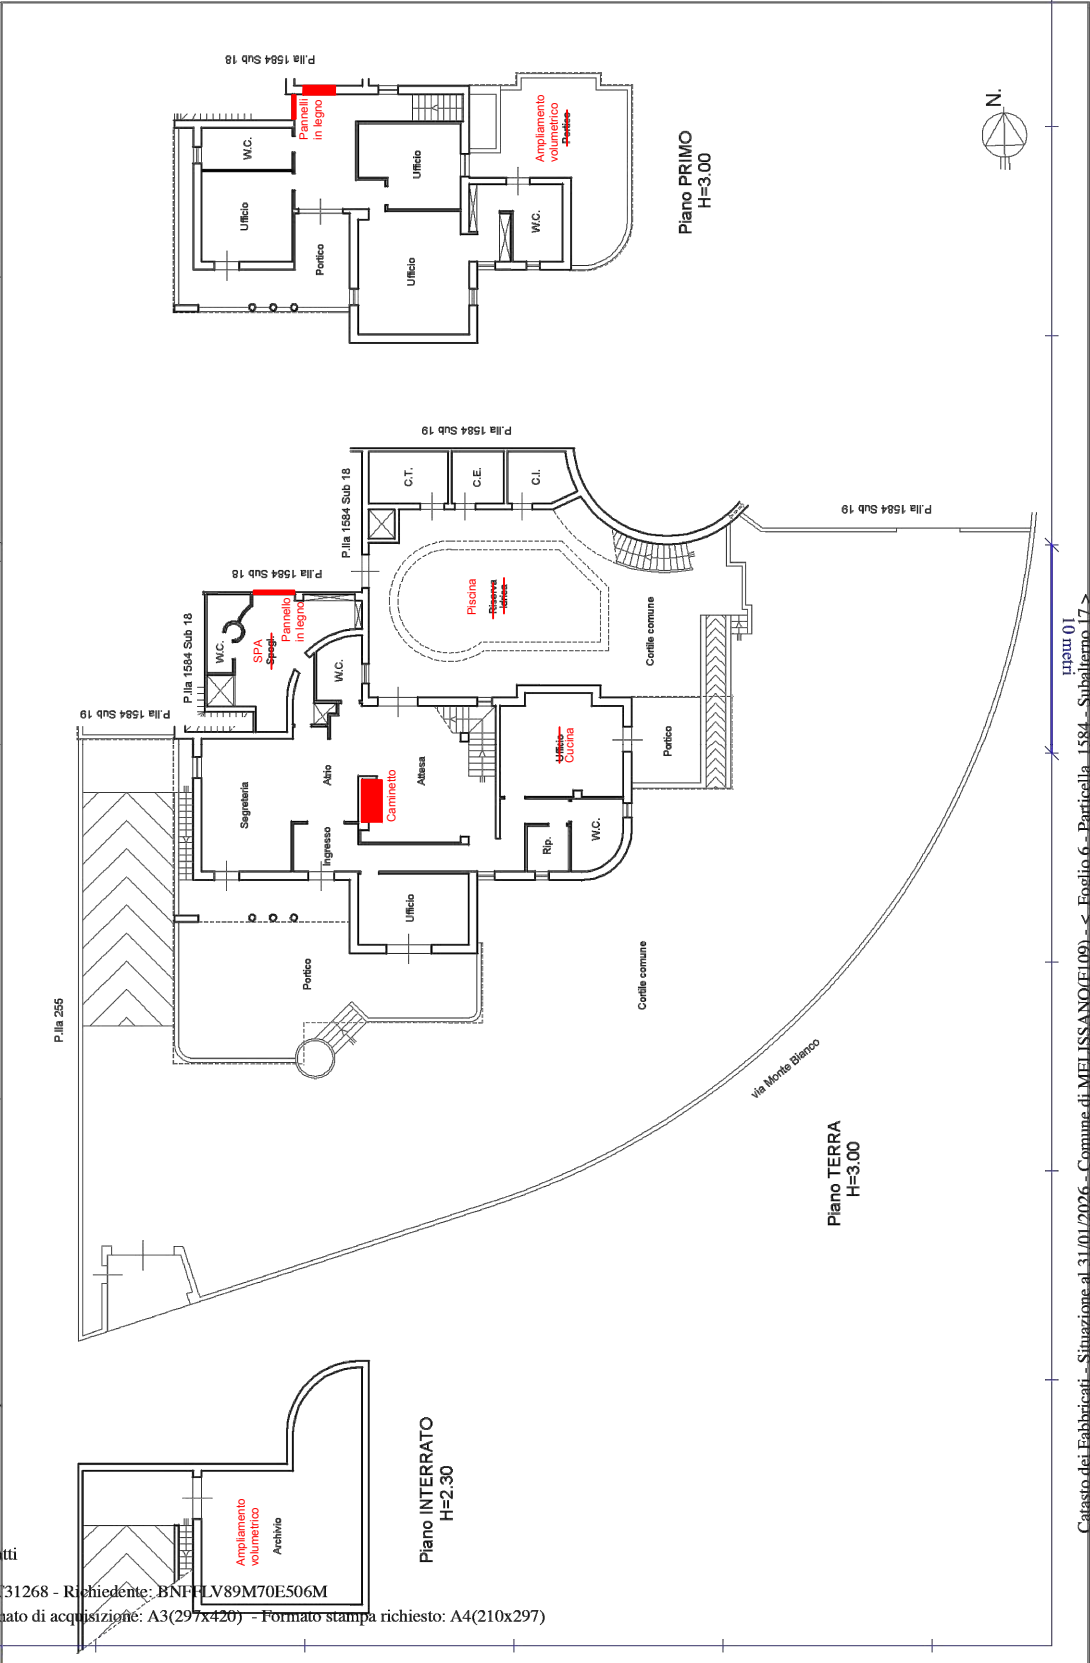 P.lla 1584 Sub 18
Pannelli
in legno
W.C.
Ufficio
Ufficio
Portico
Ufficio
W.C.
Ampliamento
volumetrico
Portico
Piano PRIMO
H=3.00
N.
P.lla 1584 Sub 19
P.lla 1584 Sub 18
C.T.
C.E.
C.I.
P.lla 1584 Sub 19
P.lla 1584 Sub 18
P.lla 1584 Sub 18
P.lla 1584 Sub 19
W.C.
SPA
Spogl.
Pannello
in legno
W.C.
Piscina
Riserva
Idrica
Cortile comune
Segreteria
Atrio
Ingresso
Caminetto
Attesa
Ufficio
Cucina
Portico
Rip.
W.C.
Ufficio
Portico
Cortile comune
P.lla 255
via Monte Bianco
Piano TERRA
H=3.00
Ampliamento
volumetrico
Archivio
Piano INTERRATO
H=2.30
10 metri
Catasto dei Fabbricati - Situazione al 31/01/2026 - Comune di MELISSANO(F109) - < Foglio 6 - Particella 1584 - Subalterno 17 >
atti
T31268 - Richiedente: BNFFLV89M70E506M
nato di acquisizione: A3(297x420) - Formato stampa richiesto: A4(210x297)